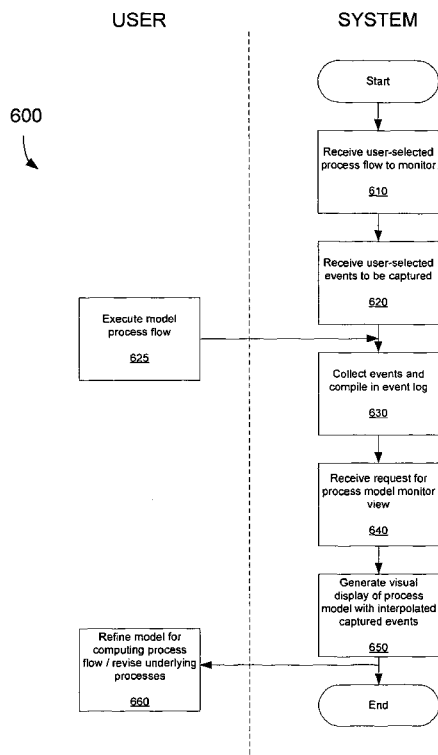 USER
SYSTEM
600
Start
Receive user-selected
process flow to monitor
610
Receive user-selected
events to be captured
620
Execute model
process flow
625
Collect events and
compile in event log
630
Receive request for
process model monitor
view
640
Generate visual
display of process
model with interpolated
captured events
650
Refine model for
computing process
flow / revise underlying
processes
660
End